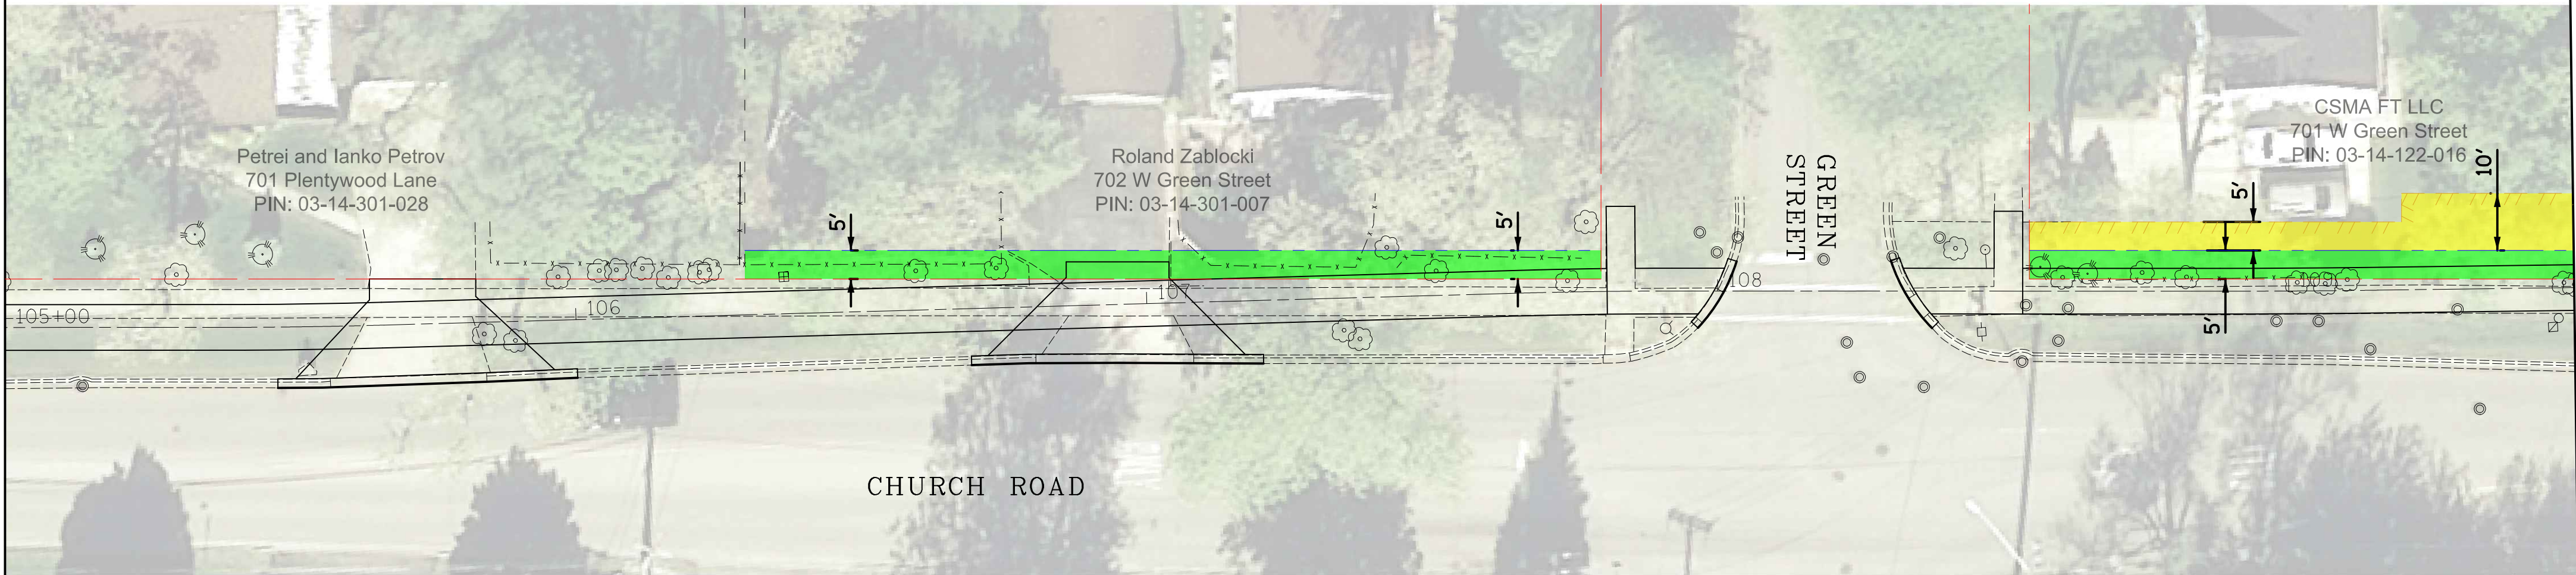 Petrei and Ianko Petrov
701 Plentywood Lane
PIN: 03-14-301-028
Roland Zablocki
702 W Green Street
PIN: 03-14-301-007
GREEN
STREET
CSMA FT LLC
701 W Green Street
PIN: 03-14-122-016
5'
5'
5'
10'
5'
105+00
106
107
108
CHURCH ROAD